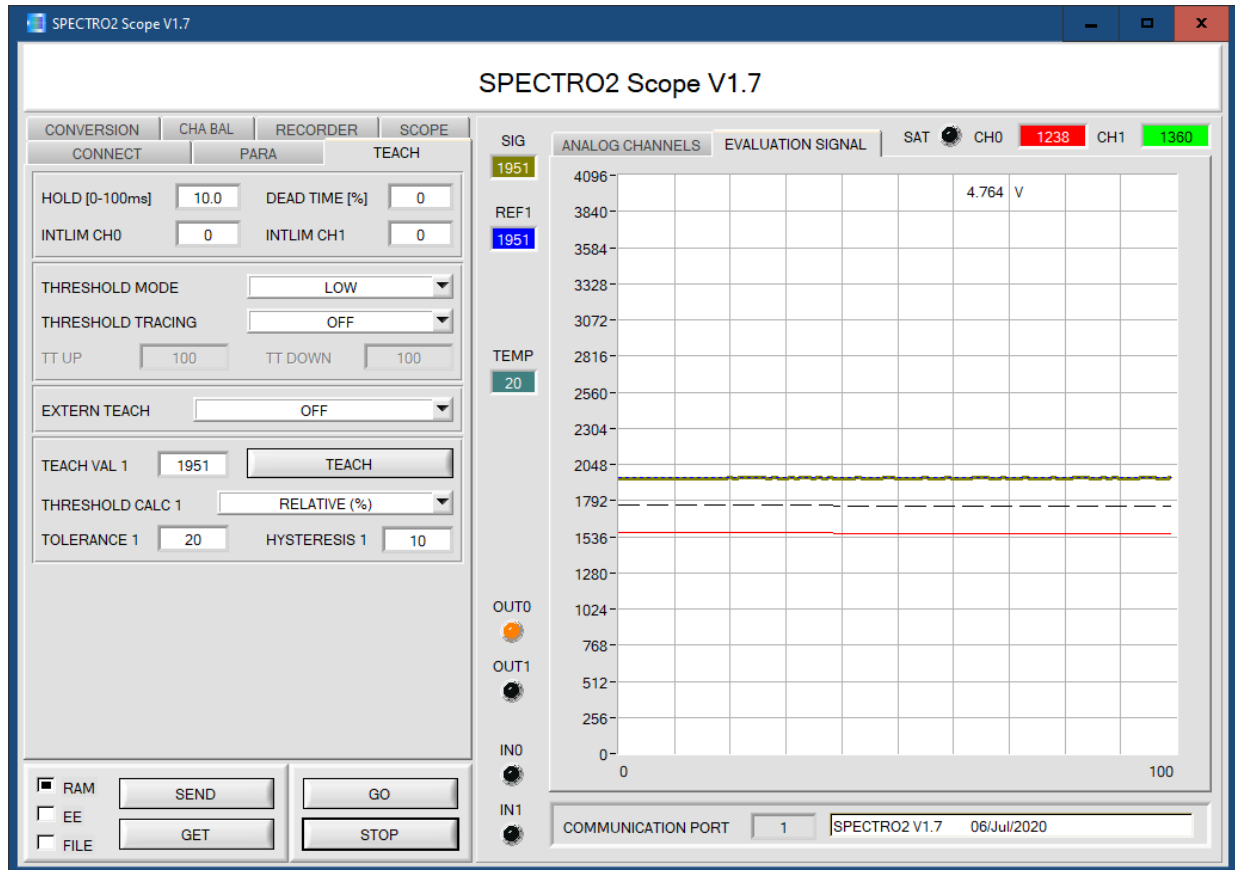 SPECTRO2 Scope V1.7
SPECTRO2 Scope V1.7
CONVERSION CHA BAL RECORDER SCOPE
CONNECT PARA TEACH
HOLD [0-100ms] 10.0 DEAD TIME [%] 0
INTLIM CH0 0 INTLIM CH1 0
THRESHOLD MODE LOW
THRESHOLD TRACING OFF
TT UP 100 TT DOWN 100
EXTERN TEACH OFF
TEACH VAL 1 1951 TEACH
THRESHOLD CALC 1 RELATIVE (%)
TOLERANCE 1 20 HYSTERESIS 1 10
RAM SEND GO
EE
GET STOP
FILE
SIG
1951
REF1
1951
TEMP
20
OUT0
OUT1
IN0
IN1
ANALOG CHANNELS EVALUATION SIGNAL SAT CH0 1238 CH1 1360
4.764 V
4096
3840
3584
3328
3072
2816
2560
2304
2048
1792
1536
1280
1024
768
512
256
0
0 100
COMMUNICATION PORT 1 SPECTRO2 V1.7 06/Jul/2020